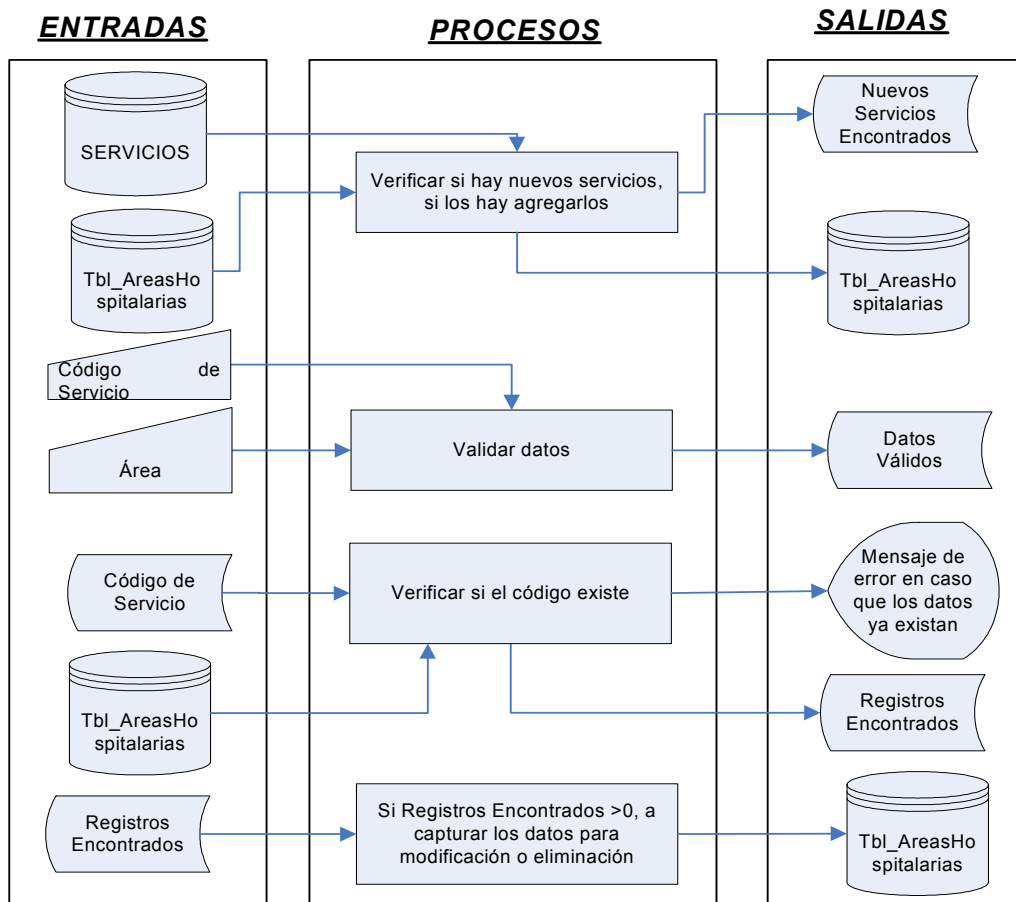 ENTRADAS
PROCESOS
SALIDAS
SERVICIOS
Verificar si hay nuevos servicios,
si los hay agregarlos
Nuevos
Servicios
Encontrados
Tbl_AreasHo
spitalarias
Tbl_AreasHo
spitalarias
Código de
Servicio
Área
Validar datos
Datos
Válidos
Código de
Servicio
Verificar si el código existe
Mensaje de
error en caso
que los datos
ya existan
Tbl_AreasHo
spitalarias
Registros
Encontrados
Registros
Encontrados
Si Registros Encontrados >0, a
capturar los datos para
modificación o eliminación
Tbl_AreasHo
spitalarias